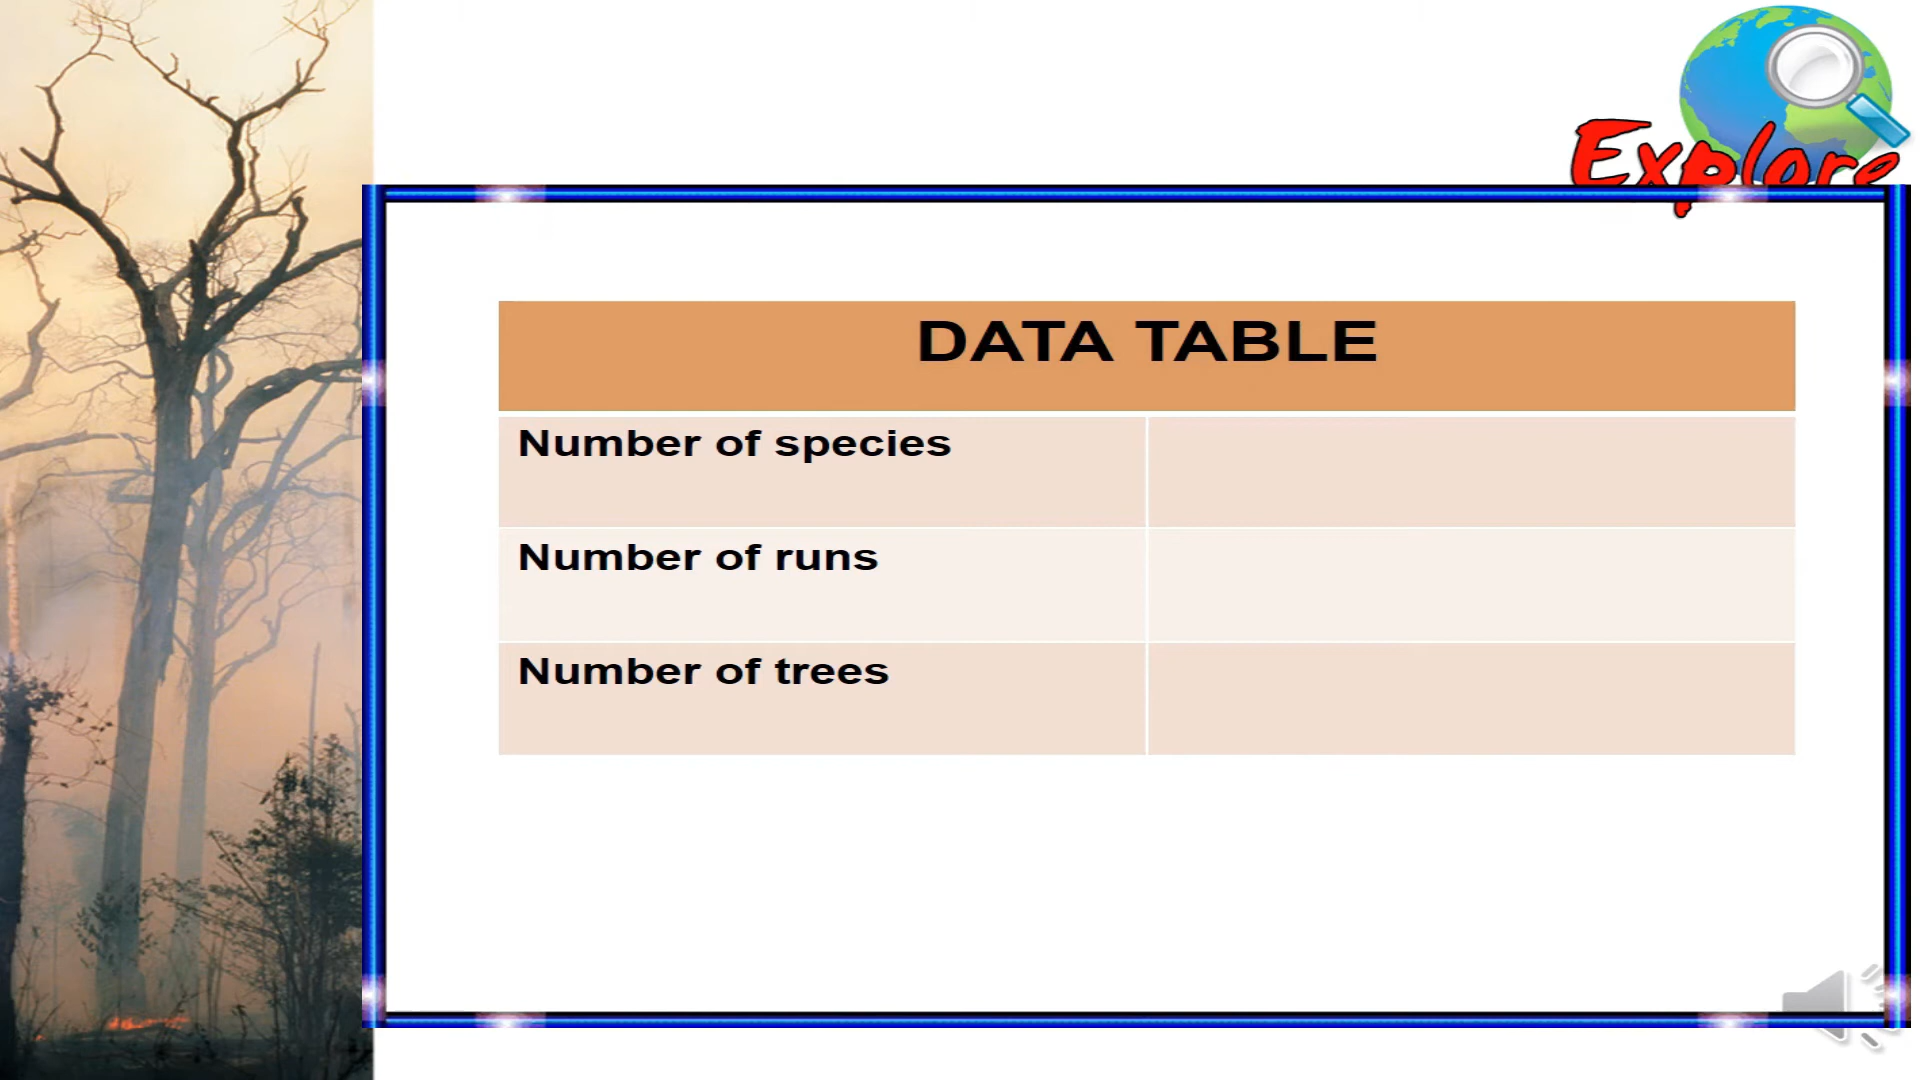 Explore
DATA TABLE
Number of species
Number of runs
Number of trees